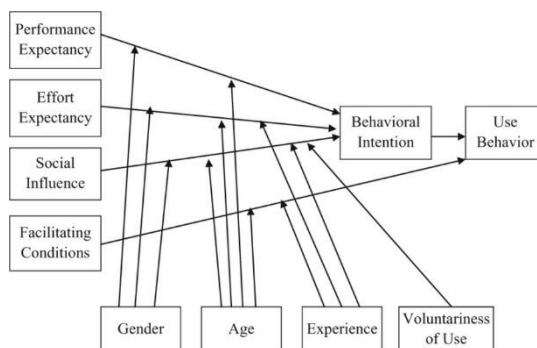 Performance
Expectancy
Effort
Expectancy
Social
Influence
Facilitating
Conditions
Behavioral
Intention
Use
Behavior
Gender
Age
Experience
Voluntariness
of Use